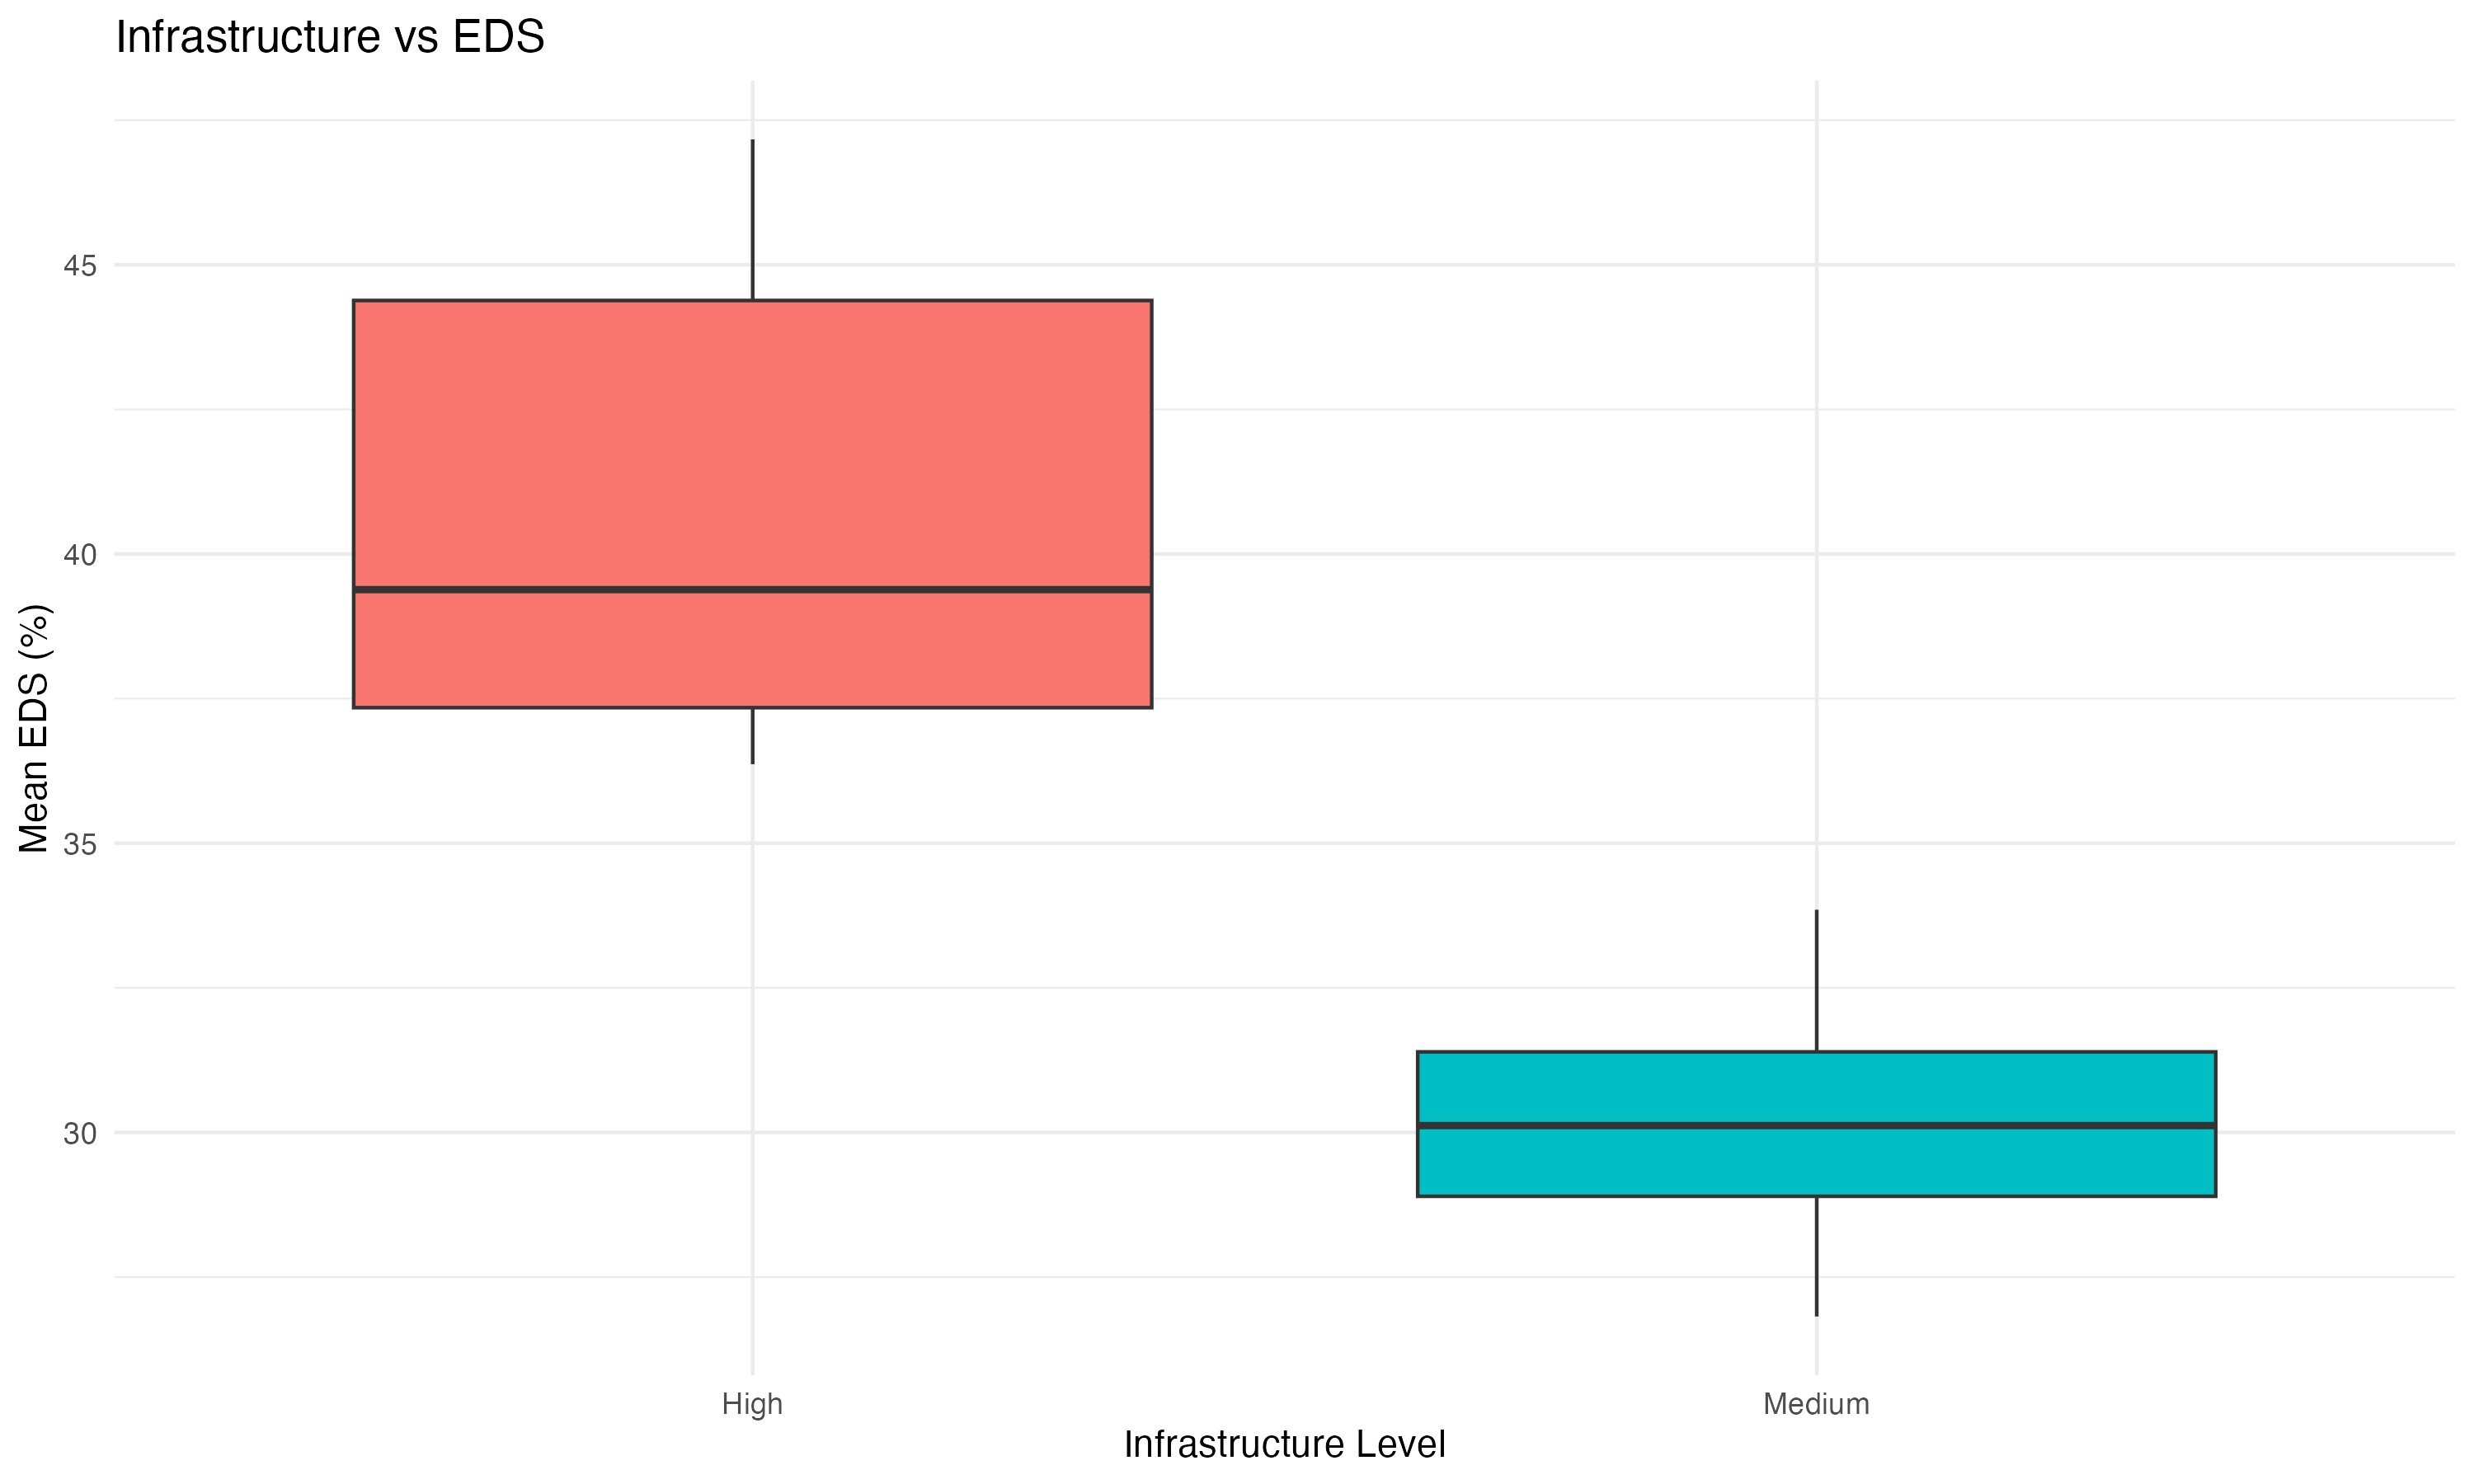 Infrastructure vs EDS
Mean EDS (%)
45
40
35
30
High
Medium
Infrastructure Level